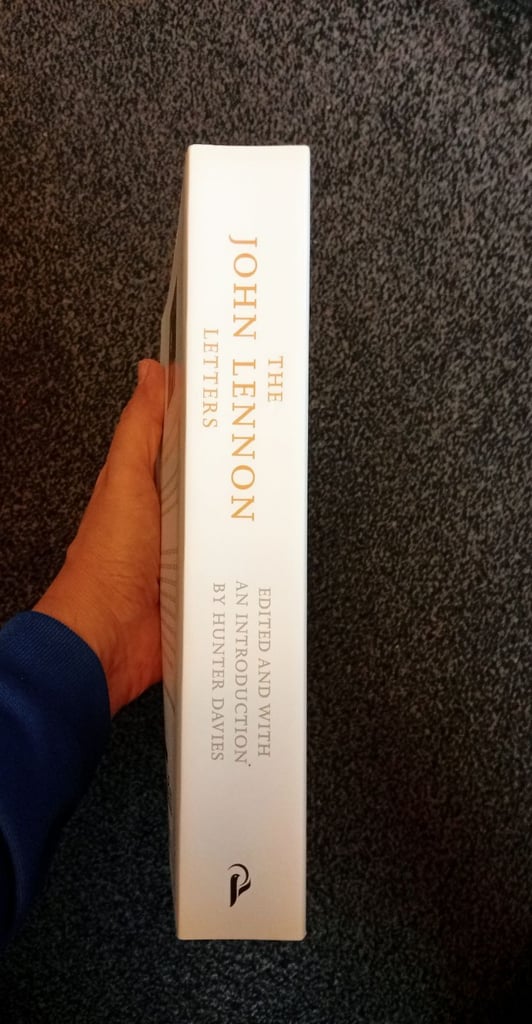 THE
JOHN LENNON
LETTERS
EDITED AND WITH
AN INTRODUCTION
BY HUNTER DAVIES